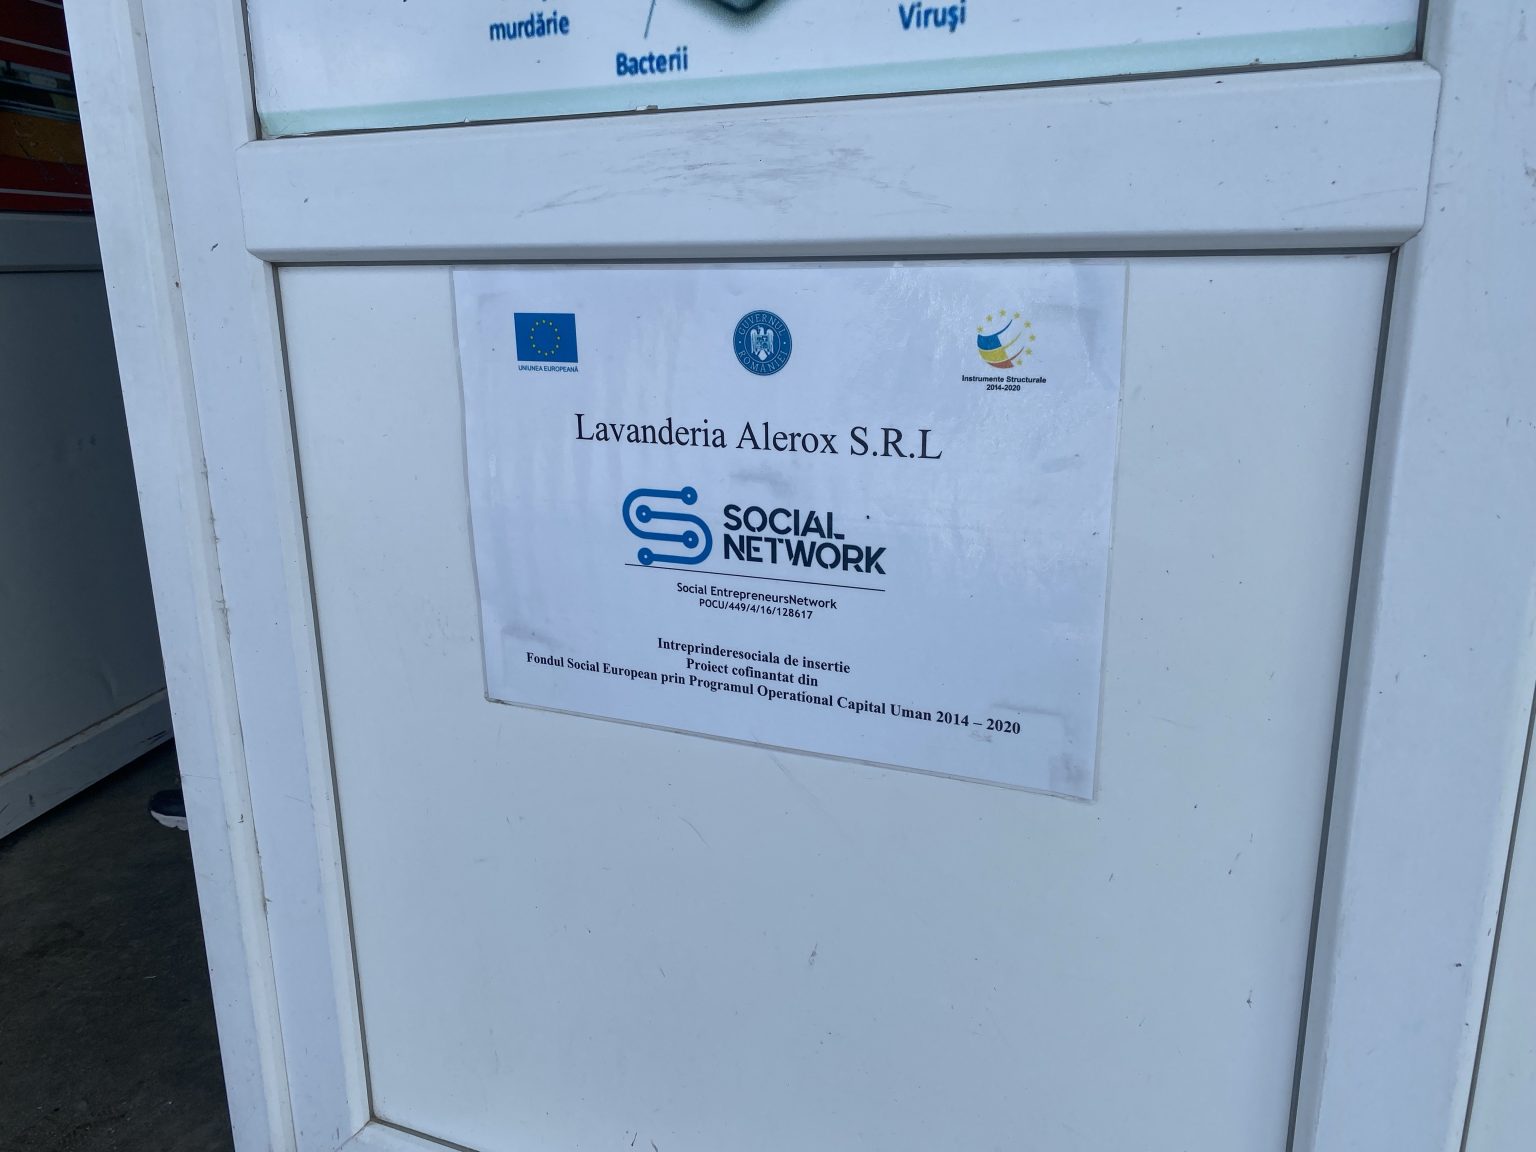 murdărie
Bacterii
Viruşi
UNIUNEA EUROPEANĂ
GUVERNUL ROMÂNIEI
Instrumente Structurale
2014-2020
Lavanderia Alerox S.R.L
SOCIAL
NETWORK
Social EntrepreneursNetwork
POCU/449/4/16/128617
Intreprinderesociala de insertie
Proiect cofinantat din
Fondul Social European prin Programul Operational Capital Uman 2014 – 2020